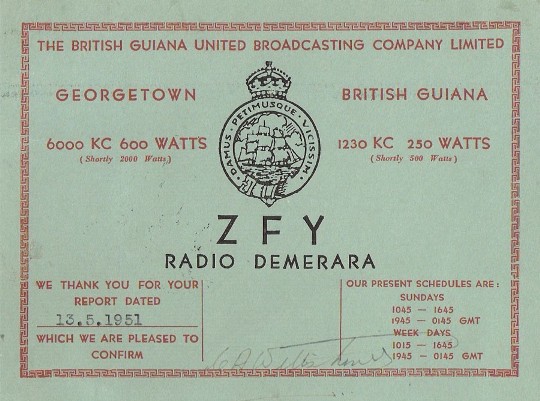 THE BRITISH GUIANA UNITED BROADCASTING COMPANY LIMITED
GEORGETOWN
BRITISH GUIANA
6000 KC 600 WATTS
(Shortly 2000 Watts,)
DAMUS · PETIMUSQUE · VICISSIM ·
1230 KC 250 WATTS
(Shortly 500 Watts)
ZFY
RADIO DEMERARA
WE THANK YOU FOR YOUR
REPORT DATED
13.5.1951
WHICH WE ARE PLEASED TO
CONFIRM
OUR PRESENT SCHEDULES ARE :
SUNDAYS
1045 — 1645
1945 — 0145 GMT
WEEK DAYS
1015 — 1645
1945 — 0145 GMT